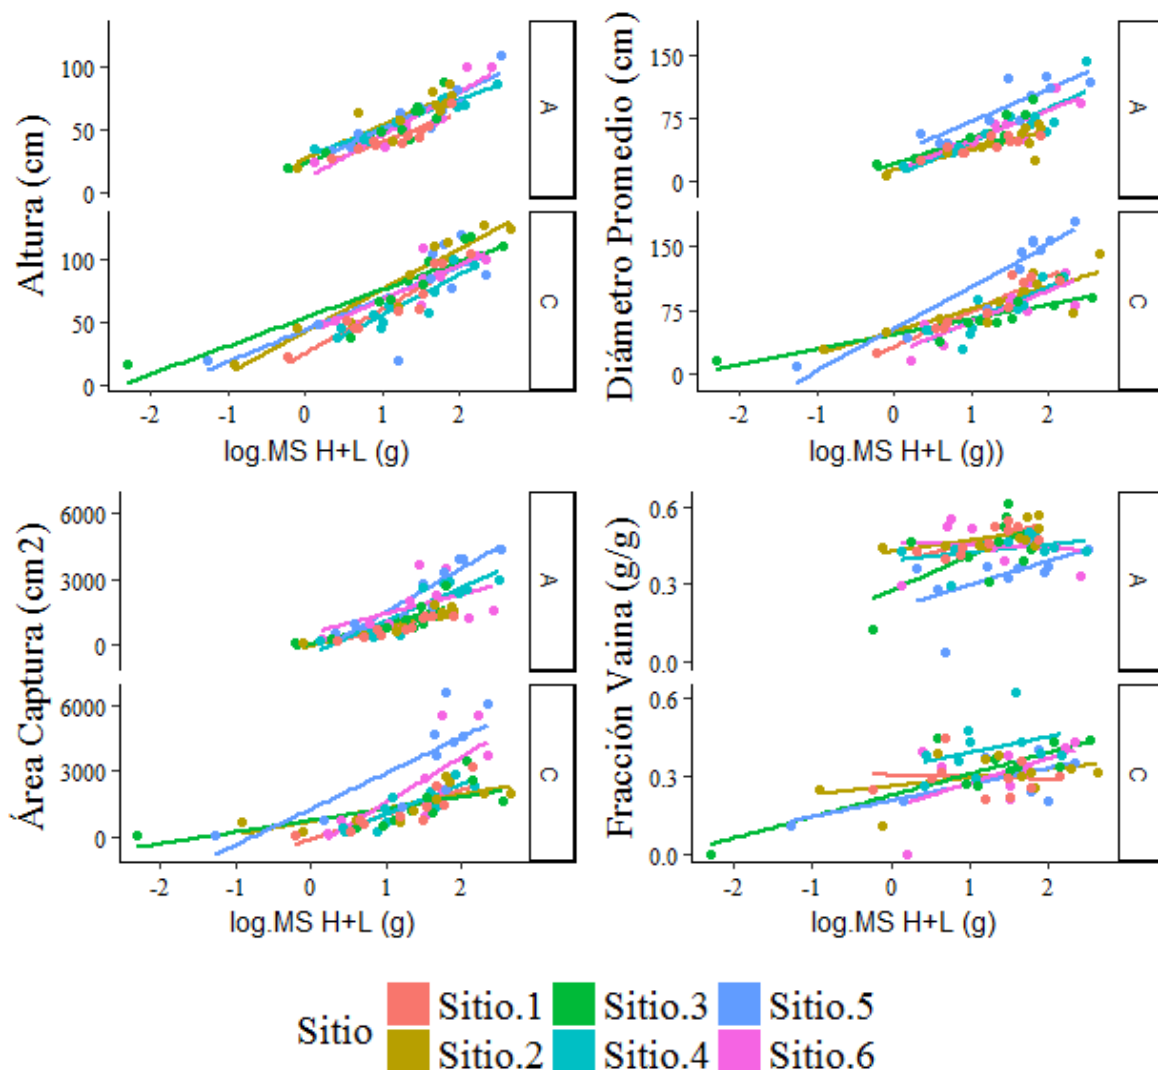 Altura (cm)
100
50
0
A
100
50
0
C
-2 -1 0 1 2
log.MS H+L (g)
Diámetro Promedio (cm)
150
75
0
A
150
75
0
C
-2 -1 0 1 2
log.MS H+L (g))
Área Captura (cm2)
6000
3000
0
A
6000
3000
0
C
-2 -1 0 1 2
log.MS H+L (g)
Fracción Vaina (g/g)
0.6
0.3
0.0
A
0.6
0.3
0.0
C
-2 -1 0 1 2
log.MS H+L (g)
Sitio
Sitio.1 Sitio.3 Sitio.5
Sitio.2 Sitio.4 Sitio.6